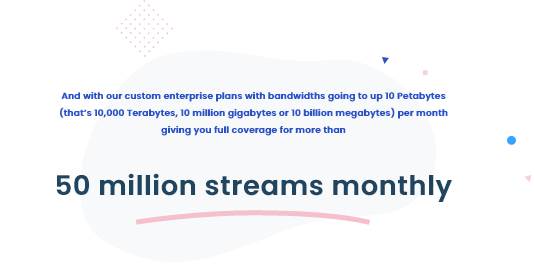 And with our custom enterprise plans with bandwidths going to up 10 Petabytes
(that's 10,000 Terabytes, 10 million gigabytes or 10 billion megabytes) per month
giving you full coverage for more than
50 million streams monthly